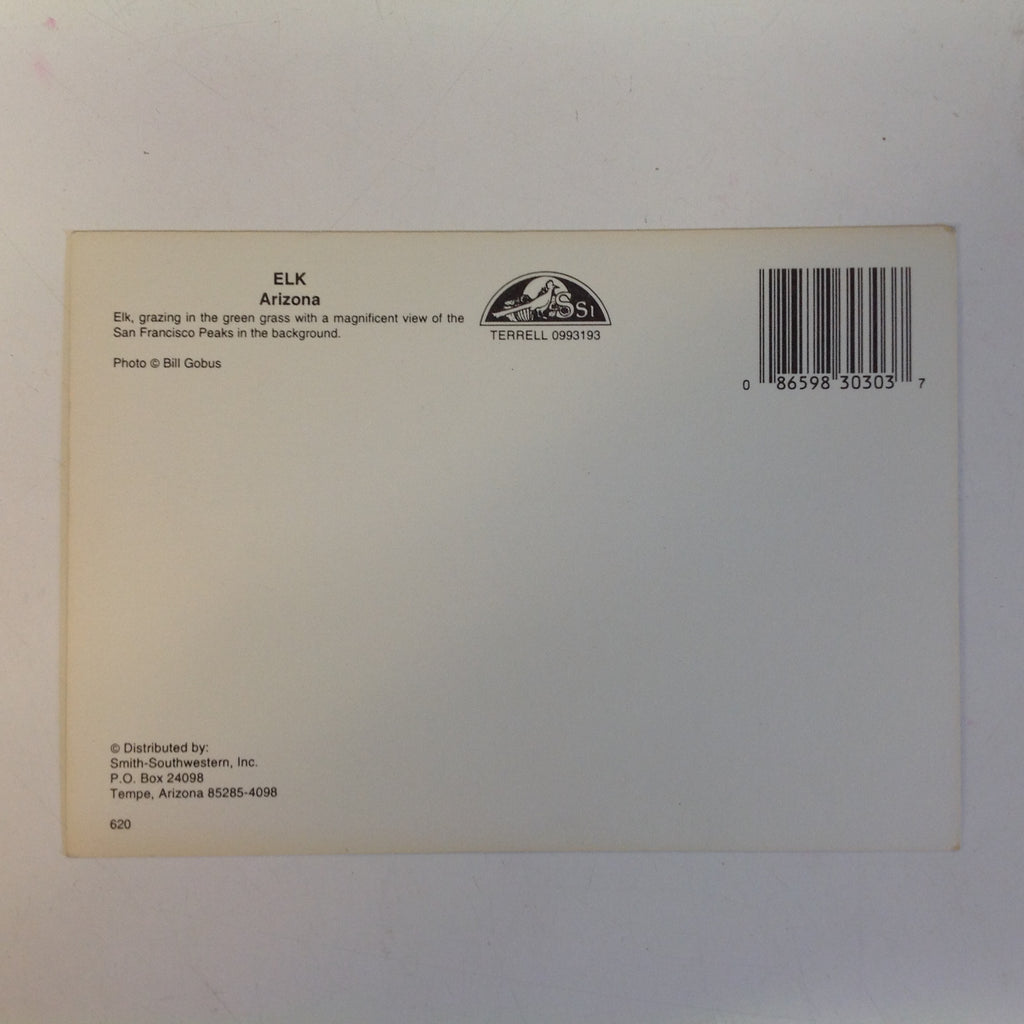 ELK
Arizona
Elk, grazing in the green grass with a magnificent view of the
San Francisco Peaks in the background.
Photo © Bill Gobus
SSI
TERRELL 0993193
0 86598 30303 7
© Distributed by:
Smith-Southwestern, Inc.
P.O. Box 24098
Tempe, Arizona 85285-4098
620